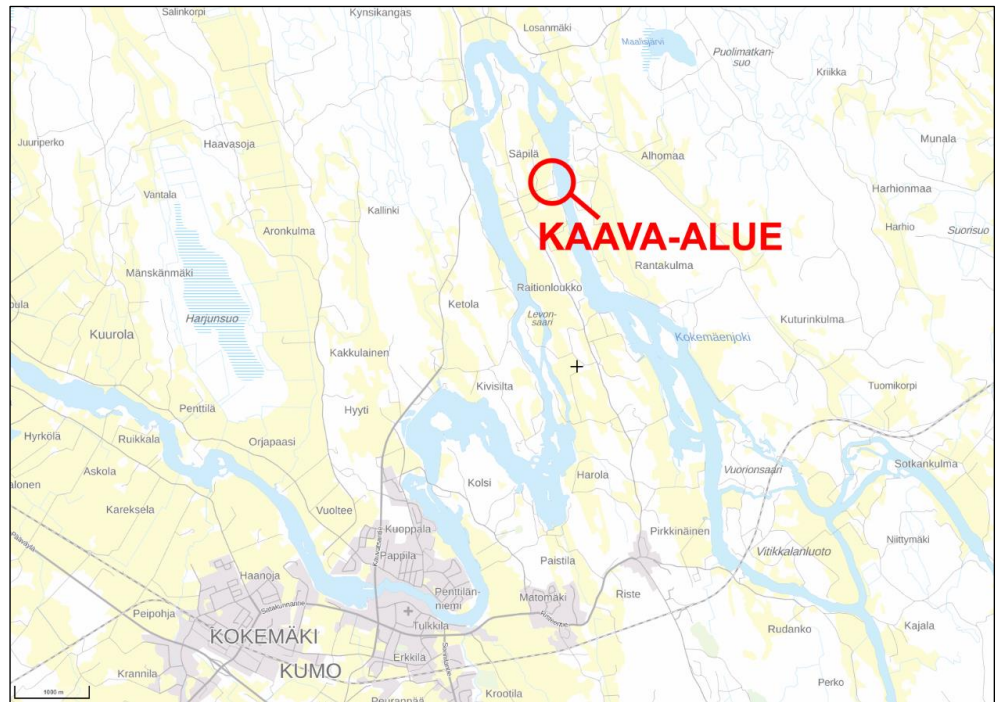 Salinkorpi
Kynsikangas
Losanmäki
Maalisjärvi
Puolimatkan-
suo
Kriikka
Juuriperko
Haavasoja
Säpilä
Alhomaa
Munala
Vantala
Kallinki
Harhionmaa
Harhio
Suorisuo
Aronkulma
KAAVA-ALUE
Mänskänmäki
Rantakulma
Raitionloukko
Ketola
Levon-
saari
Harjunsuo
Kuturinkulma
Kuurola
Kokemäenjoki
Kakkulainen
Kivisilta
Tuomikorpi
Penttilä
Hyyti
Hyrkölä
Ruikkala
Orjapaasi
Askola
Kolsi
Harola
Vuorionsaari
Sotkankulma
Vuoltee
Kareksela
Kuoppala
Pirkkinäinen
Pappila
Vitikkalanluoto
Niittymäki
Haanoja
Paistila
Penttilän-
niemi
Matomäki
Riste
Peipohja
Satakunnantie
Tulkkila
Rudanko
Kajala
KOKEMÄKI
KUMO
Erkkilä
Krannila
Perko
Krootila
1000 m